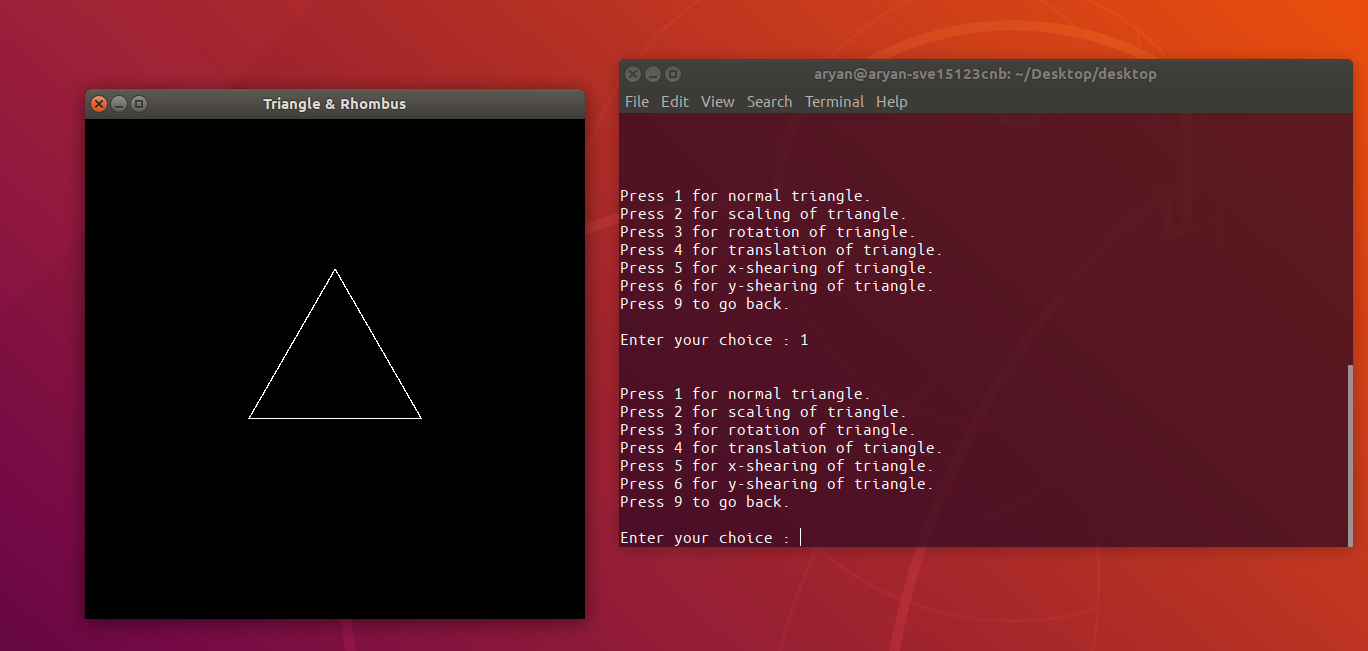 Triangle & Rhombus
aryan@aryan-sve15123cnb: ~/Desktop/desktop
File Edit View Search Terminal Help
Press 1 for normal triangle.
Press 2 for scaling of triangle.
Press 3 for rotation of triangle.
Press 4 for translation of triangle.
Press 5 for x-shearing of triangle.
Press 6 for y-shearing of triangle.
Press 9 to go back.
Enter your choice : 1
Press 1 for normal triangle.
Press 2 for scaling of triangle.
Press 3 for rotation of triangle.
Press 4 for translation of triangle.
Press 5 for x-shearing of triangle.
Press 6 for y-shearing of triangle.
Press 9 to go back.
Enter your choice :